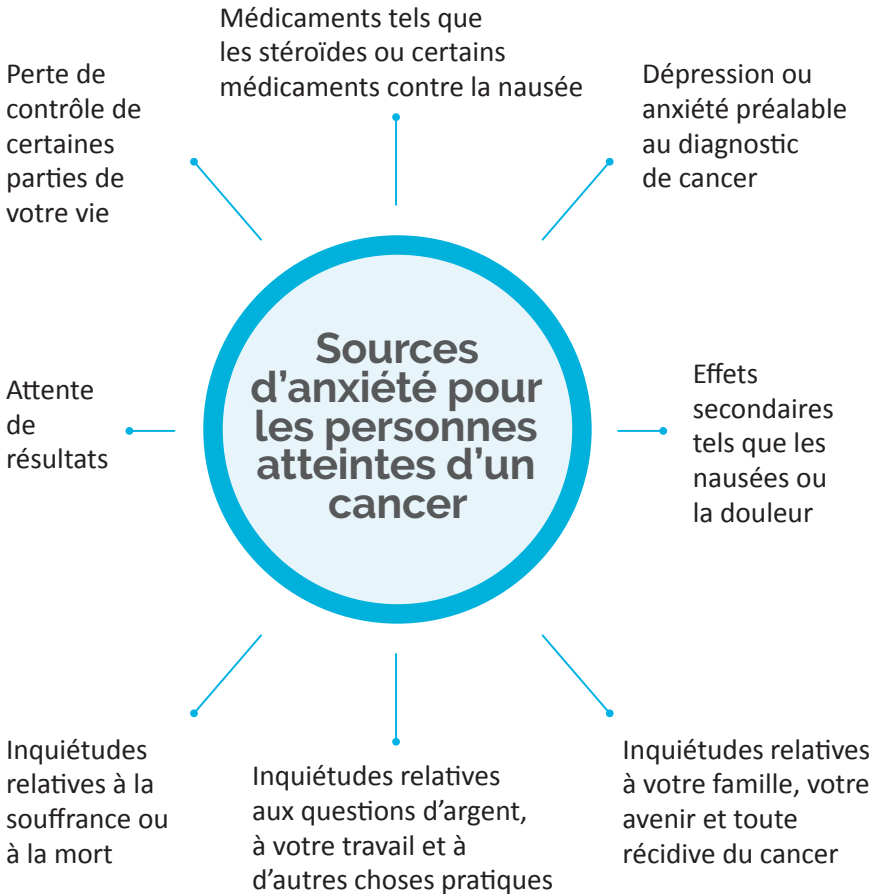 Médicaments tels que
les stéroïdes ou certains
médicaments contre la nausée
Perte de
contrôle de
certaines
parties de
votre vie
Dépression ou
anxiété préalable
au diagnostic
de cancer
Sources
d'anxiété pour
les personnes
atteintes d'un
cancer
Attente
de
résultats
Effets
secondaires
tels que les
nausées ou
la douleur
Inquiétudes
relatives à la
souffrance ou
à la mort
Inquiétudes relatives
aux questions d'argent,
à votre travail et à
d'autres choses pratiques
Inquiétudes relatives
à votre famille, votre
avenir et toute
récidive du cancer